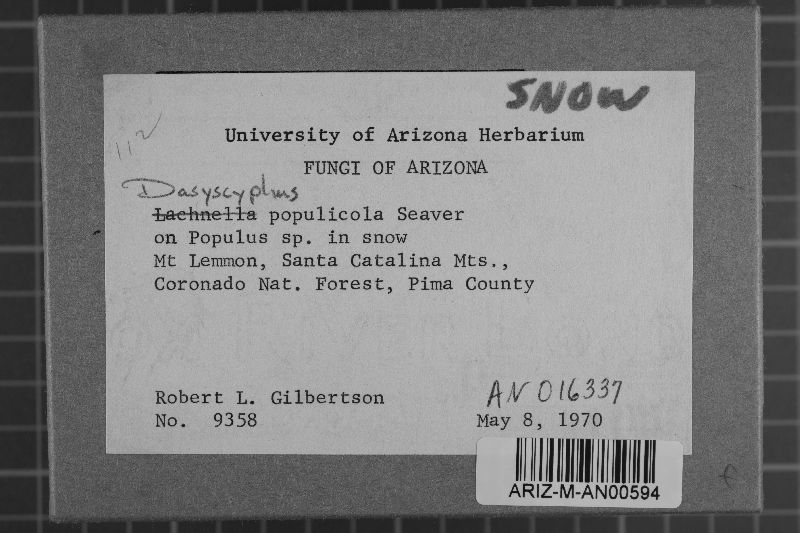 SNOW
112
University of Arizona Herbarium
FUNGI OF ARIZONA
Dasyscyphus
Lachnella populicola Seaver
on Populus sp. in snow
Mt Lemmon, Santa Catalina Mts.,
Coronado Nat. Forest, Pima County
Robert L. Gilbertson
AN 016337
No. 9358
May 8, 1970
ARIZ-M-AN00594